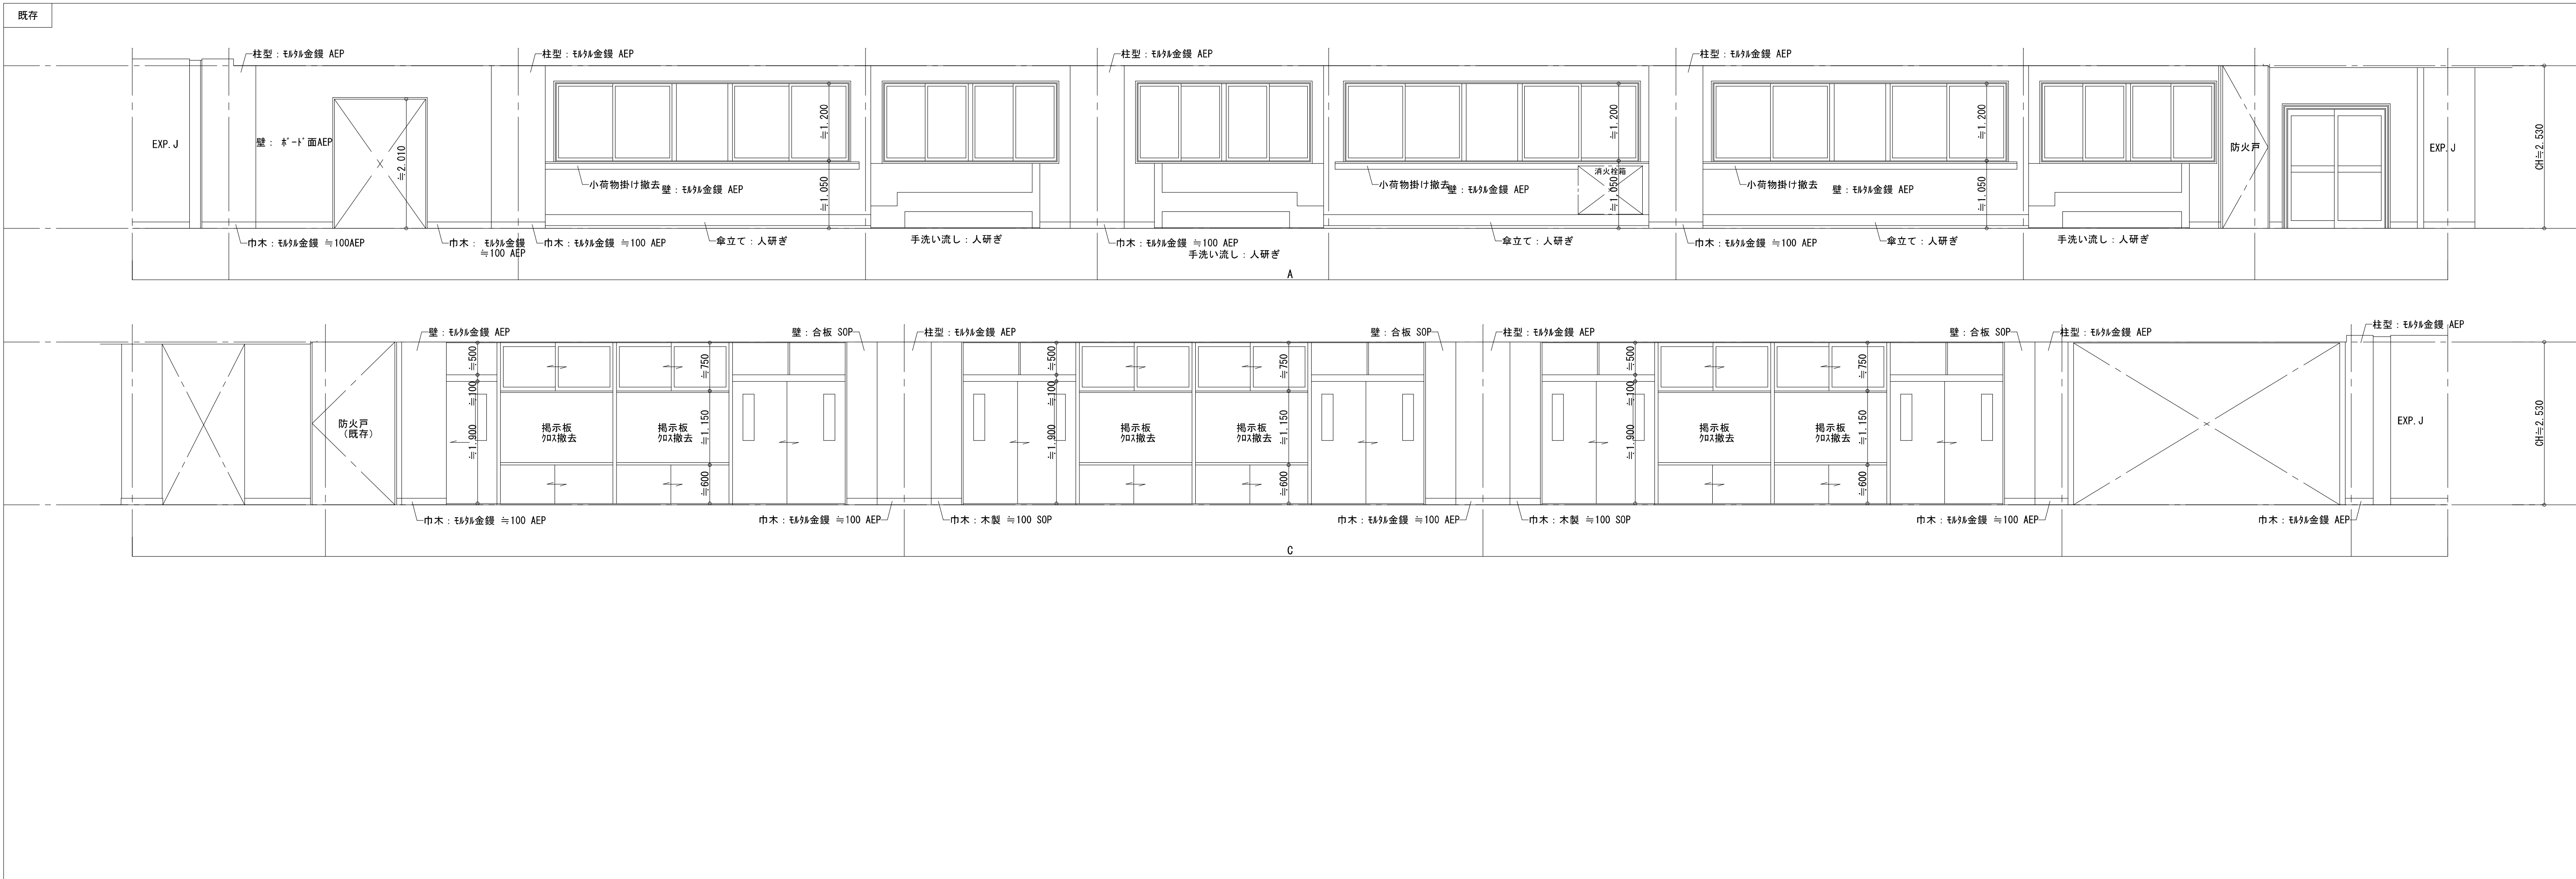 既存
柱型：ﾓﾙﾀﾙ金鏝 AEP
柱型：ﾓﾙﾀﾙ金鏝 AEP
柱型：ﾓﾙﾀﾙ金鏝 AEP
柱型：ﾓﾙﾀﾙ金鏝 AEP
EXP.J
壁： ﾎﾞｰﾄﾞ面AEP
≒2.010
≒1.200
≒1.050
≒1.200
≒1.050
≒1.200
≒1.050
消火栓箱
防火戸
EXP.J
CH≒2.530
小荷物掛け撤去
壁：ﾓﾙﾀﾙ金鏝 AEP
小荷物掛け撤去
壁：ﾓﾙﾀﾙ金鏝 AEP
小荷物掛け撤去
壁：ﾓﾙﾀﾙ金鏝 AEP
巾木：ﾓﾙﾀﾙ金鏝 ≒100AEP
巾木： ﾓﾙﾀﾙ金鏝
≒100 AEP
巾木：ﾓﾙﾀﾙ金鏝 ≒100 AEP
傘立て：人研ぎ
手洗い流し：人研ぎ
巾木：ﾓﾙﾀﾙ金鏝 ≒100 AEP
手洗い流し：人研ぎ
傘立て：人研ぎ
巾木：ﾓﾙﾀﾙ金鏝 ≒100 AEP
傘立て：人研ぎ
手洗い流し：人研ぎ
A
壁：ﾓﾙﾀﾙ金鏝 AEP
壁：合板 SOP
柱型：ﾓﾙﾀﾙ金鏝 AEP
壁：合板 SOP
柱型：ﾓﾙﾀﾙ金鏝 AEP
壁：合板 SOP
柱型：ﾓﾙﾀﾙ金鏝 AEP
柱型：ﾓﾙﾀﾙ金鏝 AEP
防火戸
（既存）
≒500
≒100
≒1.900
掲示板
ｸﾛｽ撤去
掲示板
ｸﾛｽ撤去
≒750
≒1.150
≒600
≒500
≒100
≒1.900
掲示板
ｸﾛｽ撤去
掲示板
ｸﾛｽ撤去
≒750
≒1.150
≒600
≒500
≒100
≒1.900
掲示板
ｸﾛｽ撤去
掲示板
ｸﾛｽ撤去
≒750
≒1.150
≒600
EXP.J
CH≒2.530
巾木：ﾓﾙﾀﾙ金鏝 ≒100 AEP
巾木：ﾓﾙﾀﾙ金鏝 ≒100 AEP
巾木：木製 ≒100 SOP
巾木：ﾓﾙﾀﾙ金鏝 ≒100 AEP
巾木：木製 ≒100 SOP
巾木：ﾓﾙﾀﾙ金鏝 ≒100 AEP
巾木：ﾓﾙﾀﾙ金鏝 AEP
C